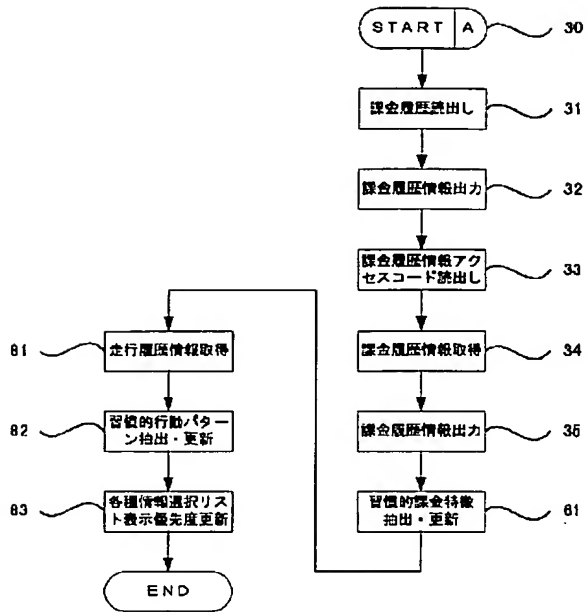 START A
30
課金履歴読出し
31
課金履歴情報出力
32
課金履歴情報アク
セスコード読出し
33
課金履歴情報取得
34
課金履歴情報出力
35
習慣的課金特徴
抽出・更新
61
81
走行履歴情報取得
82
習慣的行動パター
ン抽出・更新
83
各種情報選択リス
ト表示優先度更新
END